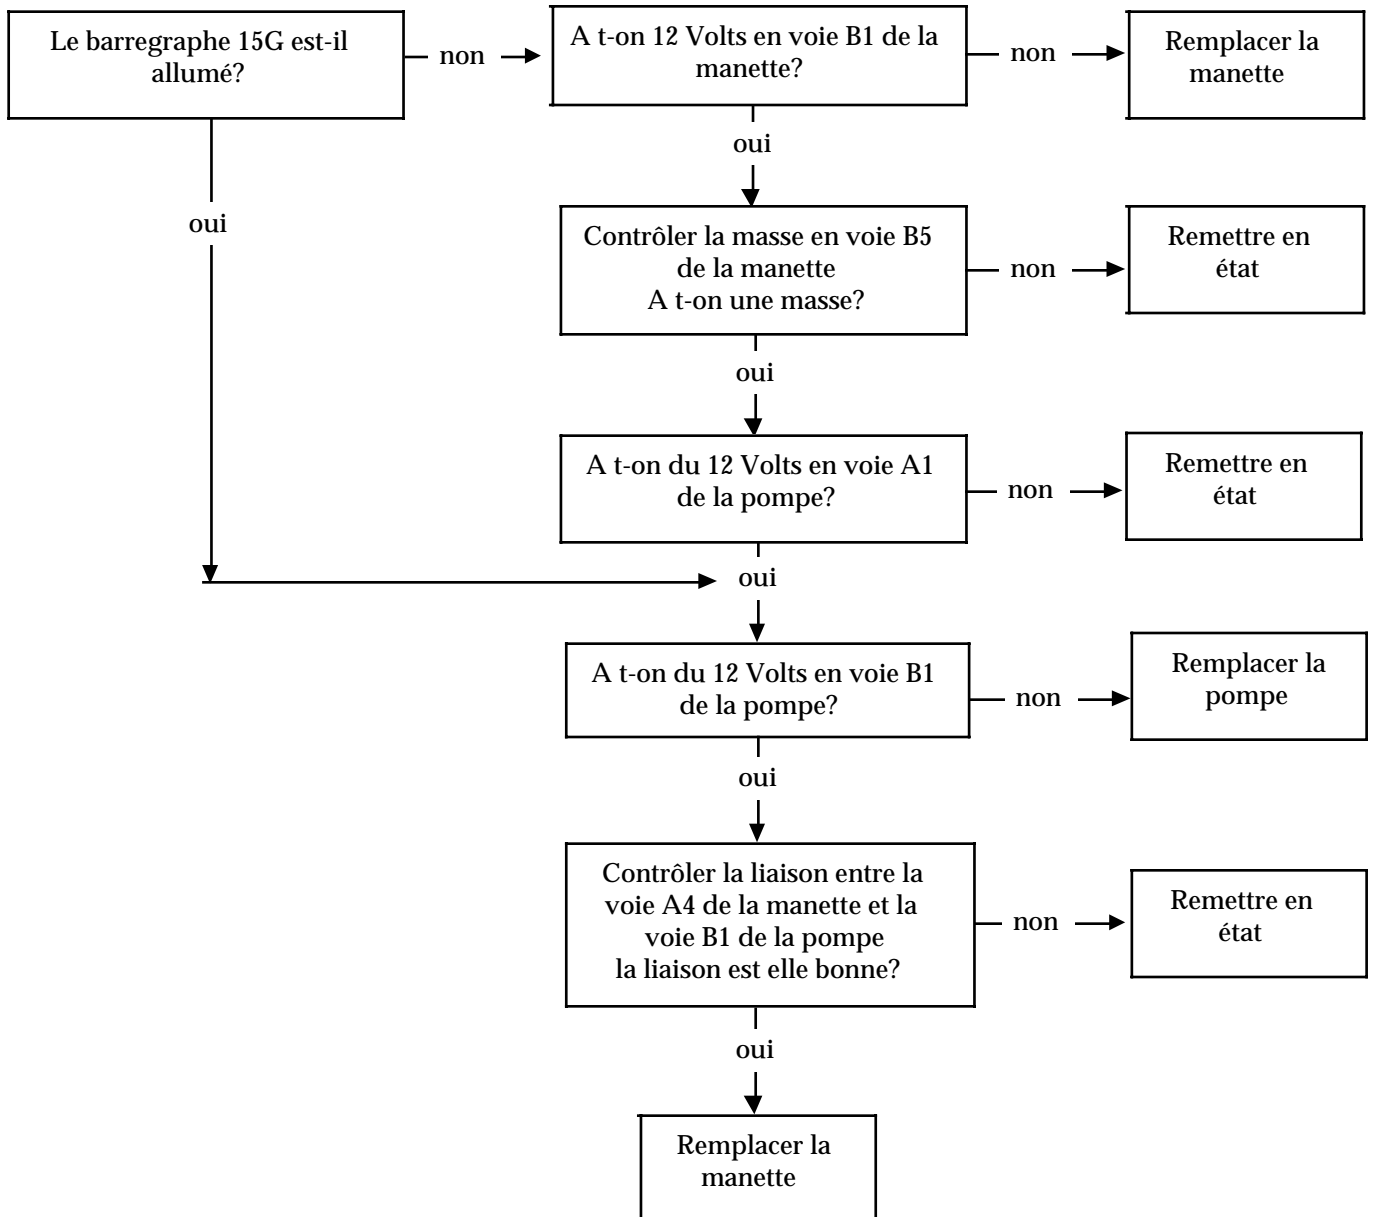 Le barregraphe 15G est-il
allumé?
non
A t-on 12 Volts en voie B1 de la
manette?
non
Remplacer la
manette
oui
oui
Contrôler la masse en voie B5
de la manette
A t-on une masse?
non
Remettre en
état
oui
A t-on du 12 Volts en voie A1
de la pompe?
non
Remettre en
état
oui
A t-on du 12 Volts en voie B1
de la pompe?
non
Remplacer la
pompe
oui
Contrôler la liaison entre la
voie A4 de la manette et la
voie B1 de la pompe
la liaison est elle bonne?
non
Remettre en
état
oui
Remplacer la
manette